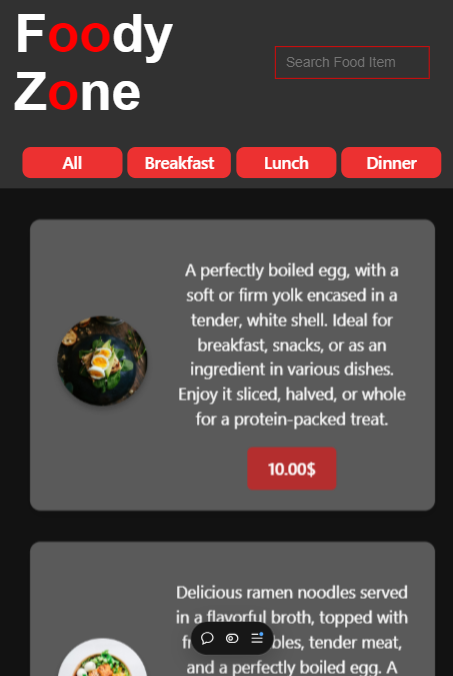 Foody
Zone
Search Food Item
All
Breakfast
Lunch
Dinner
A perfectly boiled egg, with a
soft or firm yolk encased in a
tender, white shell. Ideal for
breakfast, snacks, or as an
ingredient in various dishes.
Enjoy it sliced, halved, or whole
for a protein-packed treat.
10.00$
Delicious ramen noodles served
in a flavorful broth, topped with
tender meat,
and a perfectly boiled egg. A